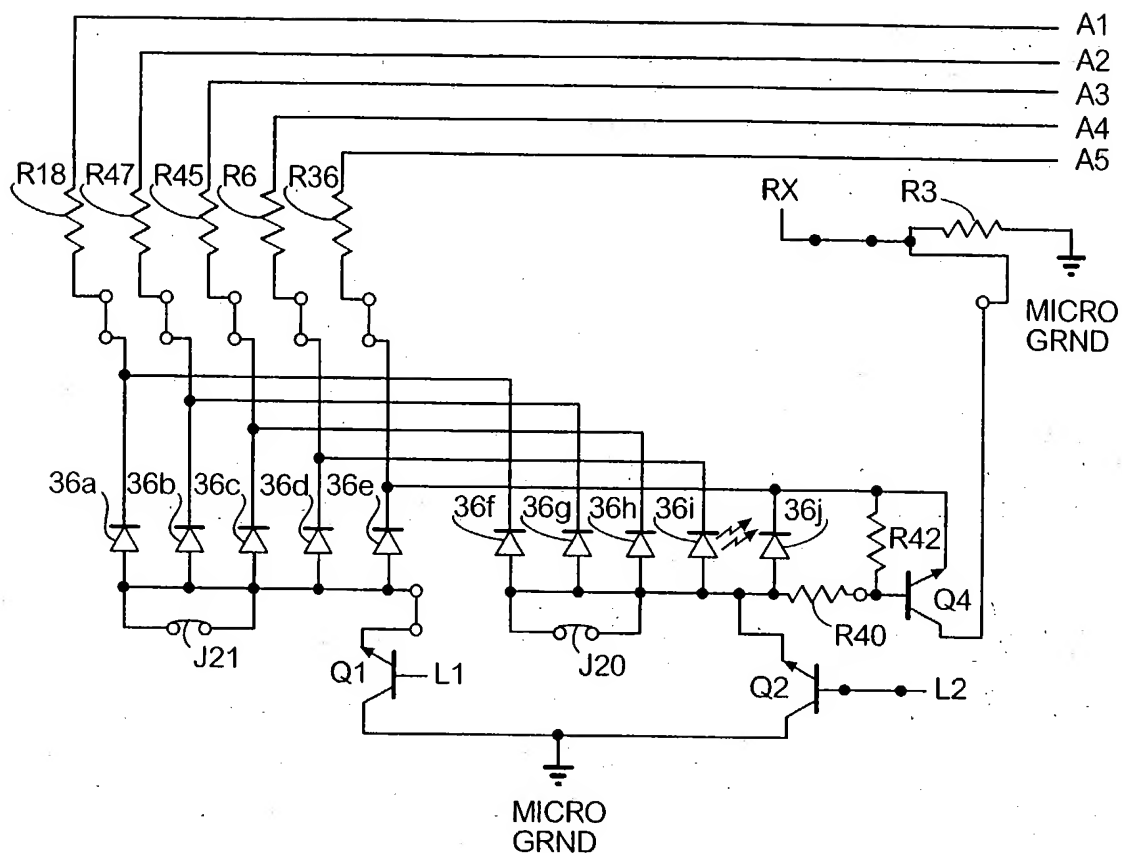 A1
A2
A3
A4
A5
R18 R47 R45 R6 R36
RX
R3
MICRO
GRND
36a 36b 36c 36d 36e
36f 36g 36h 36i 36j
R42
Q4
R40
J21
J20
Q1
L1
Q2
L2
MICRO
GRND